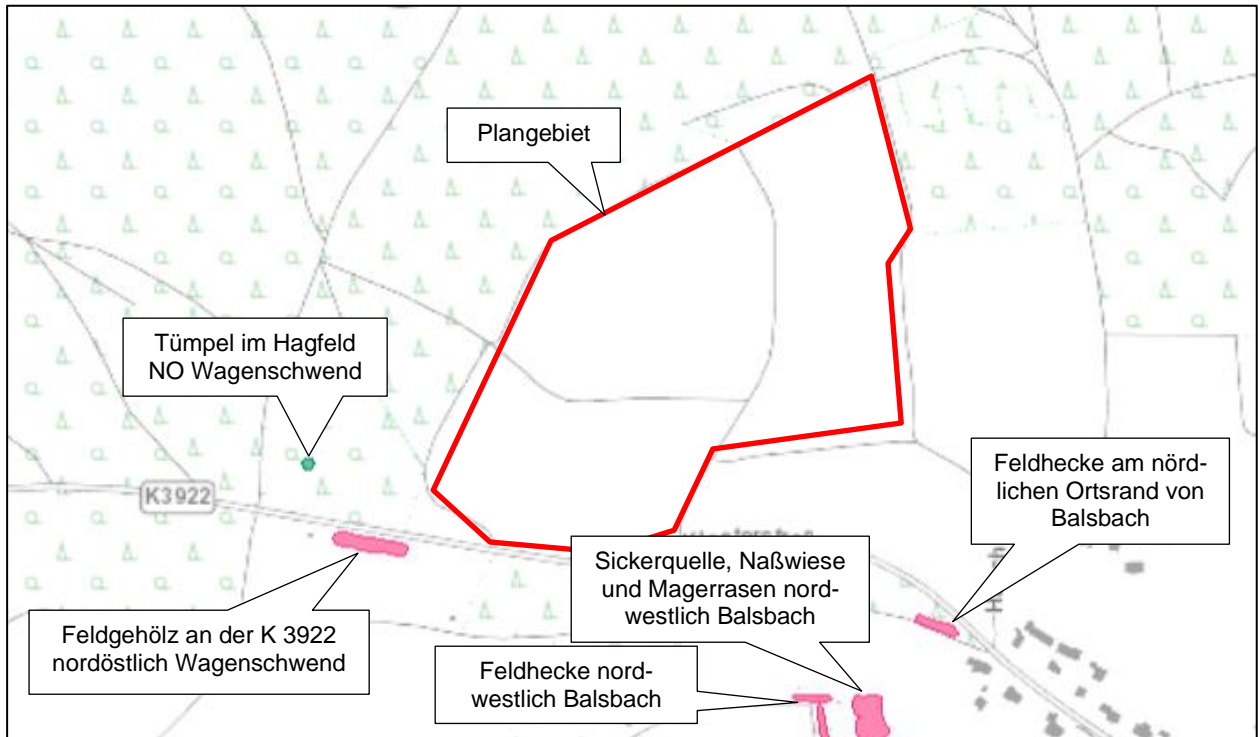 Plangebiet
Tümpel im Hagfeld
NO Wagenschwend
K3922
Feldhecke am nörd-
lichen Ortsrand von
Balsbach
Sickerquelle, Naßwiese
und Magerrasen nord-
westlich Balsbach
Feldgehölz an der K 3922
nordöstlich Wagenschwend
Feldhecke nord-
westlich Balsbach